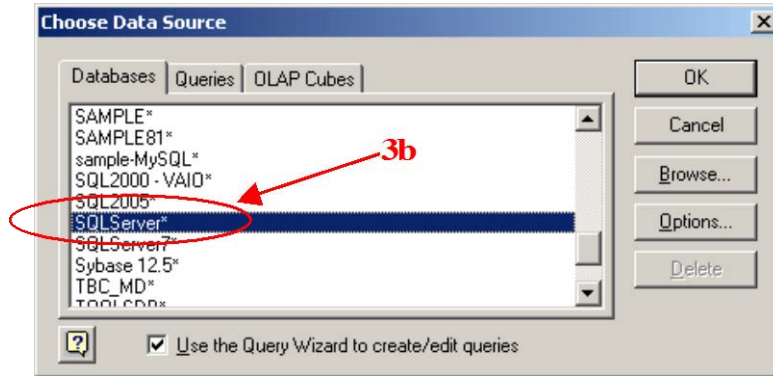 Choose Data Source
Databases Queries OLAP Cubes
SAMPLE*
SAMPLE81*
sample-MySQL*
SQL2000 - VAIO*
SQL2005*
SQLServer*
SQLServer7*
Sybase 12.5*
TBC_MD*
3b
OK
Cancel
Browse...
Options...
Delete
Use the Query Wizard to create/edit queries